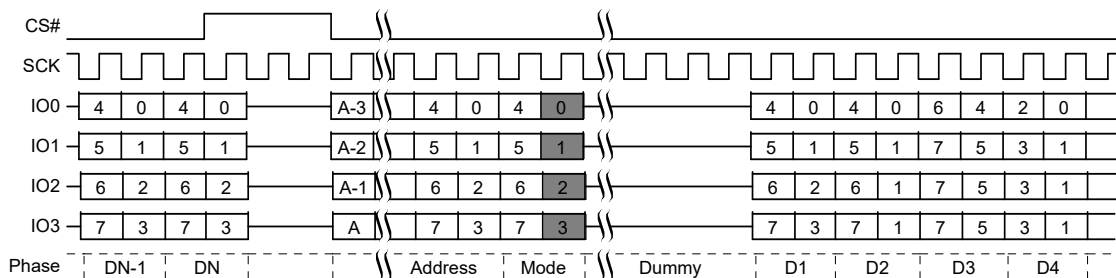 CS#
SCK
IO0 4 0 4 0 A-3 4 0 4 0 4 0 4 0 6 4 2 0
IO1 5 1 5 1 A-2 5 1 5 1 5 1 5 1 7 5 3 1
IO2 6 2 6 2 A-1 6 2 6 2 6 2 6 1 7 5 3 1
IO3 7 3 7 3 A 7 3 7 3 7 3 7 1 7 5 3 1
Phase DN-1 DN Address Mode Dummy D1 D2 D3 D4